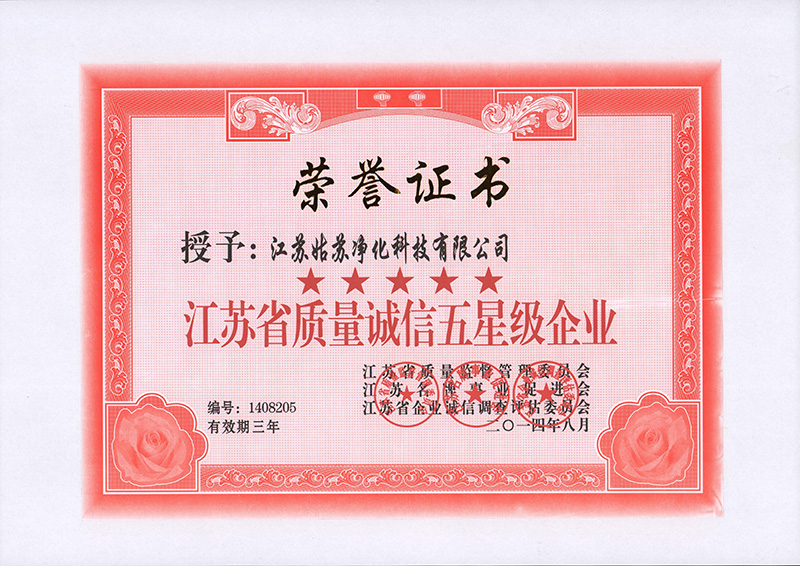 荣誉证书
授予：江苏姑苏净化科技有限公司
江苏省质量诚信五星级企业
江苏省质量监督管理委员会
江苏名牌事业促进会
江苏省企业诚信调查评估委员会
编号：1408205
二〇一四年八月
有效期三年